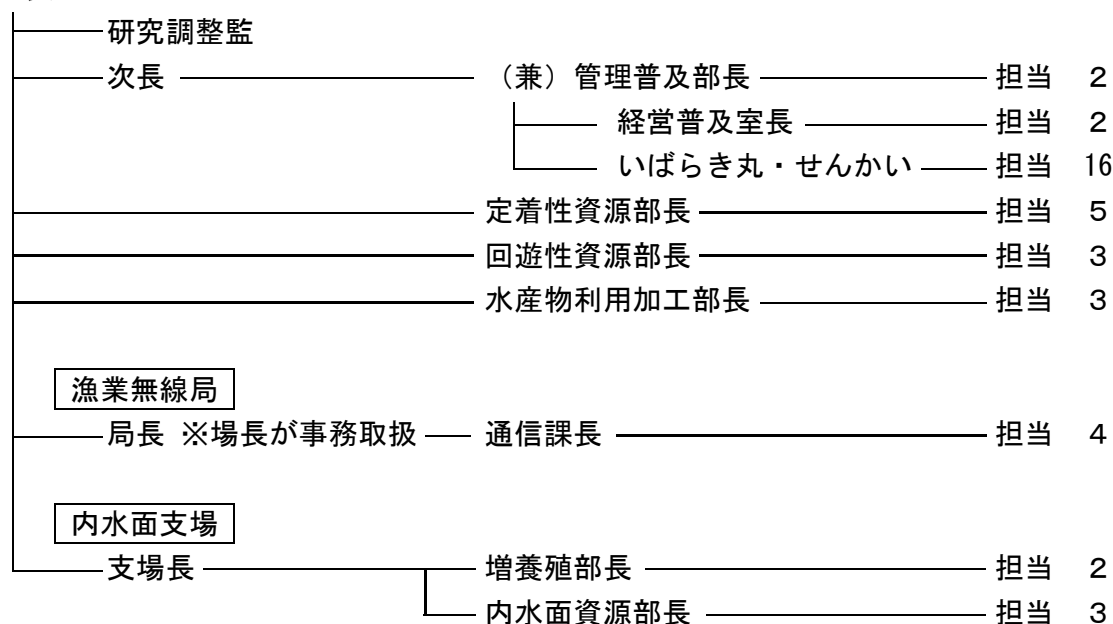 研究調整監
次長 （兼）管理普及部長 担当 2
経営普及室長 担当 2
いばらき丸・せんかい 担当 16
定着性資源部長 担当 5
回遊性資源部長 担当 3
水産物利用加工部長 担当 3
漁業無線局
局長 ※場長が事務取扱 通信課長 担当 4
内水面支場
支場長 増養殖部長 担当 2
内水面資源部長 担当 3